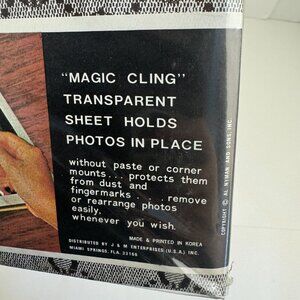 "MAGIC CLING"
TRANSPARENT
SHEET HOLDS
PHOTOS IN PLACE
without paste or corner
mounts... protects them
from dust and
fingermarks . . . . remove
or rearrange photos
easily.
whenever you wish.
MADE & PRINTED IN KOREA
DISTRIBUTED BY J & M ENTERPRISES (U.S.A.) INC.
MIAMI SPRINGS, FLA. 33166
COPYRIGHT © AL NYMAN AND SONS, INC.